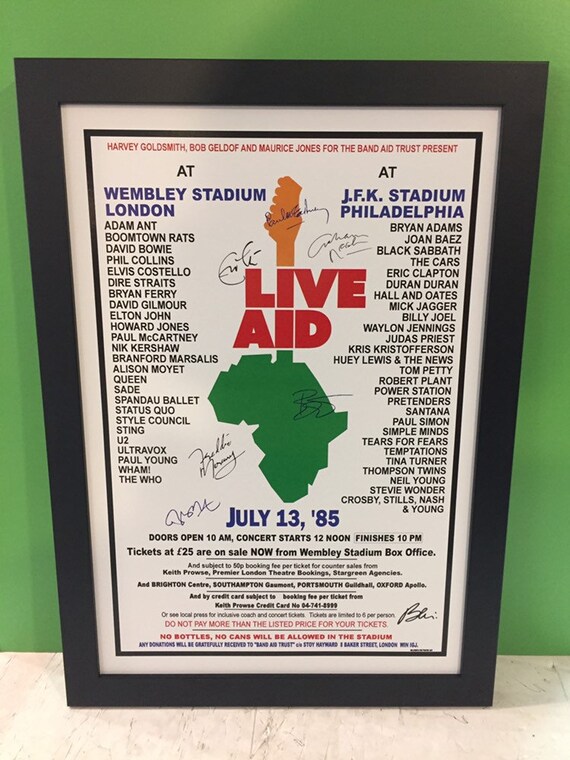 HARVEY GOLDSMITH, BOB GELDOF AND MAURICE JONES FOR THE BAND AID TRUST PRESENT
AT
WEMBLEY STADIUM
LONDON
ADAM ANT
BOOMTOWN RATS
DAVID BOWIE
PHIL COLLINS
ELVIS COSTELLO
DIRE STRAITS
BRYAN FERRY
DAVID GILMOUR
ELTON JOHN
HOWARD JONES
PAUL McCARTNEY
NIK KERSHAW
BRANFORD MARSALIS
ALISON MOYET
QUEEN
SADE
SPANDAU BALLET
STATUS QUO
STYLE COUNCIL
STING
U2
ULTRAVOX
PAUL YOUNG
WHAM!
THE WHO
AT
J.F.K. STADIUM
PHILADELPHIA
BRYAN ADAMS
JOAN BAEZ
BLACK SABBATH
THE CARS
ERIC CLAPTON
DURAN DURAN
HALL AND OATES
MICK JAGGER
BILLY JOEL
WAYLON JENNINGS
JUDAS PRIEST
KRIS KRISTOFFERSON
HUEY LEWIS & THE NEWS
TOM PETTY
ROBERT PLANT
POWER STATION
PRETENDERS
SANTANA
PAUL SIMON
SIMPLE MINDS
TEARS FOR FEARS
TEMPTATIONS
TINA TURNER
THOMPSON TWINS
NEIL YOUNG
STEVIE WONDER
CROSBY, STILLS, NASH
& YOUNG
Paul McCartney
Graham Nash
LIVE
AID
Freddie Mercury
JULY 13, '85
DOORS OPEN 10 AM, CONCERT STARTS 12 NOON FINISHES 10 PM
Tickets at £25 are on sale NOW from Wembley Stadium Box Office.
And subject to 50p booking fee per ticket for counter sales from
Keith Prowse, Premier London Theatre Bookings, Stargreen Agencies.
And BRIGHTON Centre, SOUTHAMPTON Gaumont, PORTSMOUTH Guildhall, OXFORD Apollo.
And by credit card subject to booking fee per ticket from
Keith Prowse Credit Card No 04-741-8999
Or see local press for inclusive coach and concert tickets. Tickets are limited to 6 per person.
DO NOT PAY MORE THAN THE LISTED PRICE FOR YOUR TICKETS.
NO BOTTLES, NO CANS WILL BE ALLOWED IN THE STADIUM
ANY DONATIONS WILL BE GRATEFULLY RECEIVED TO "BAND AID TRUST" c/o STOY HAYWARD 8 BAKER STREET, LONDON WIH IGJ.